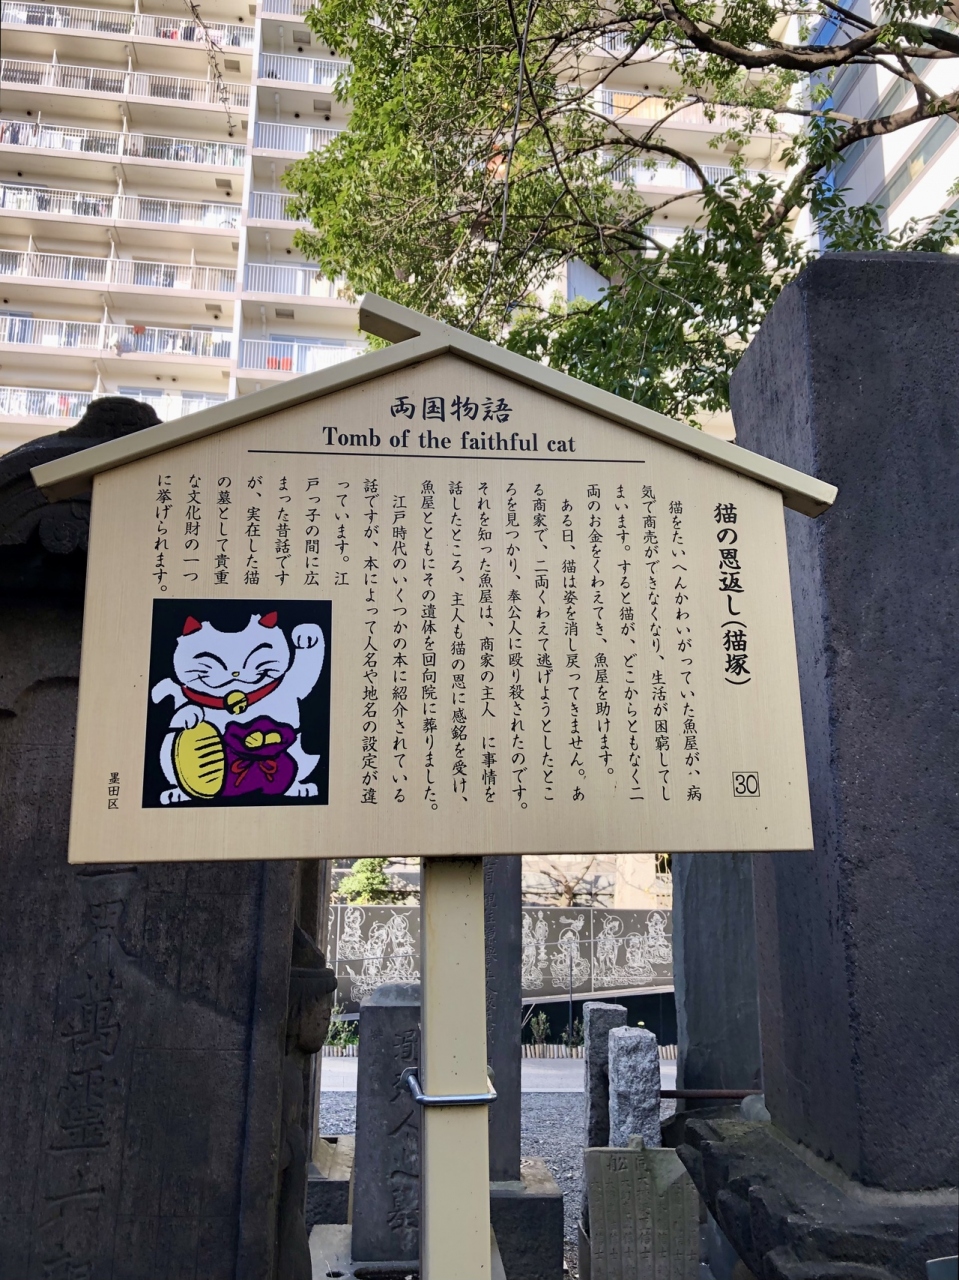 両国物語
Tomb of the faithful cat
猫の恩返し（猫塚）
30
猫をたいへんかわいがっていた魚屋が、病
気で商売ができなくなり、生活が困窮してし
まいます。すると猫が、どこからともなく二
両のお金をくわえてき、魚屋を助けます。
ある日、猫は姿を消し戻ってきません。あ
る商家で、二両くわえて逃げようとしたとこ
ろを見つかり、奉公人に殴り殺されたのです。
それを知った魚屋は、商家の主人 に事情を
話したところ、主人も猫の恩に感銘を受け、
魚屋とともにその遺体を回向院に葬りました。
江戸時代のいくつかの本に紹介されている
話ですが、本によって人名や地名の設定が違
っています。江
戸っ子の間に広
まった昔話です
が、実在した猫
の墓として貴重
な文化財の一つ
に挙げられます。
墨田区